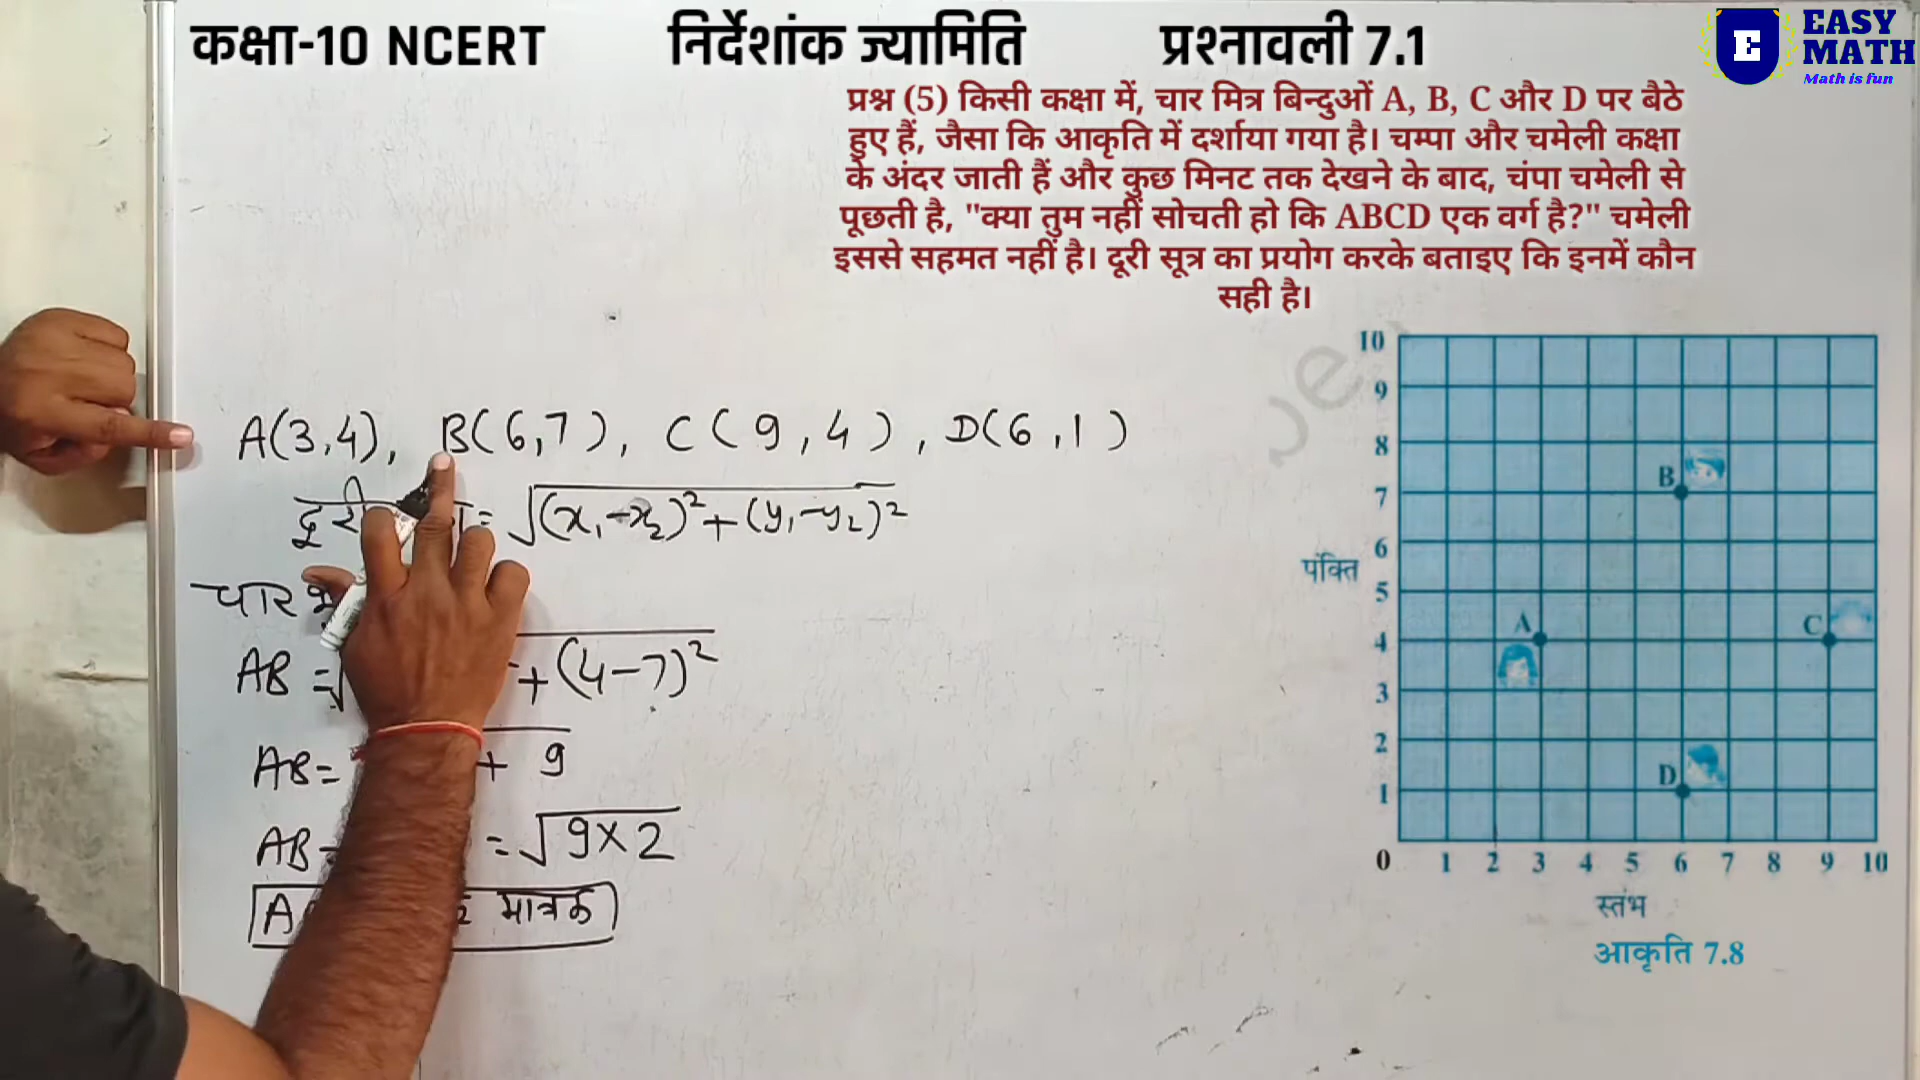 कक्षा-10 NCERT निर्देशांक ज्यामिति प्रश्नावली 7.1
E EASY MATH
Math is fun
प्रश्न (5) किसी कक्षा में, चार मित्र बिन्दुओं A, B, C और D पर बैठे
हुए हैं, जैसा कि आकृति में दर्शाया गया है। चम्पा और चमेली कक्षा
के अंदर जाती हैं और कुछ मिनट तक देखने के बाद, चंपा चमेली से
पूछती है, "क्या तुम नहीं सोचती हो कि ABCD एक वर्ग है?" चमेली
इससे सहमत नहीं है। दूरी सूत्र का प्रयोग करके बताइए कि इनमें कौन
सही है।
A(3,4), B(6,7), C(9,4), D(6,1)
दूरी = √(x₁-x₂)²+(y₁-y₂)²
चार
AB = √ +(4-7)²
AB = + 9
AB = √9×2
A मात्रक
10
9
8
7
6
5
4
3
2
1
0 1 2 3 4 5 6 7 8 9 10
B
A
C
D
पंक्ति
स्तंभ
आकृति 7.8